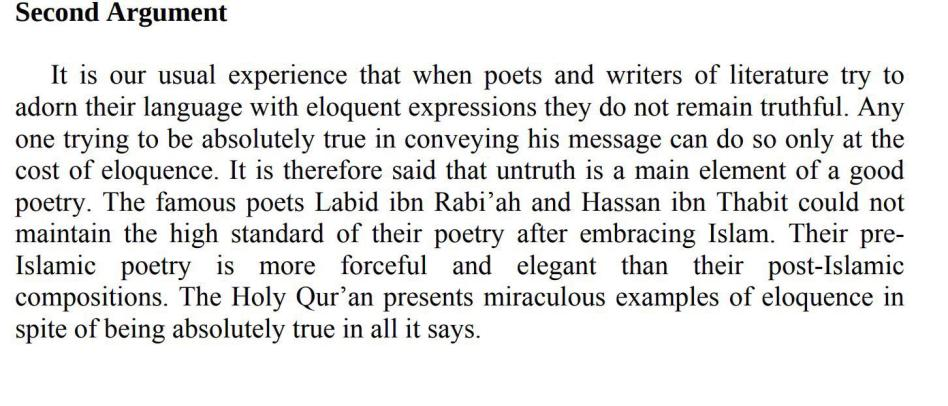 Second Argument
It is our usual experience that when poets and writers of literature try to
adorn their language with eloquent expressions they do not remain truthful. Any
one trying to be absolutely true in conveying his message can do so only at the
cost of eloquence. It is therefore said that untruth is a main element of a good
poetry. The famous poets Labid ibn Rabi’ah and Hassan ibn Thabit could not
maintain the high standard of their poetry after embracing Islam. Their pre-
Islamic poetry is more forceful and elegant than their post-Islamic
compositions. The Holy Qur’an presents miraculous examples of eloquence in
spite of being absolutely true in all it says.